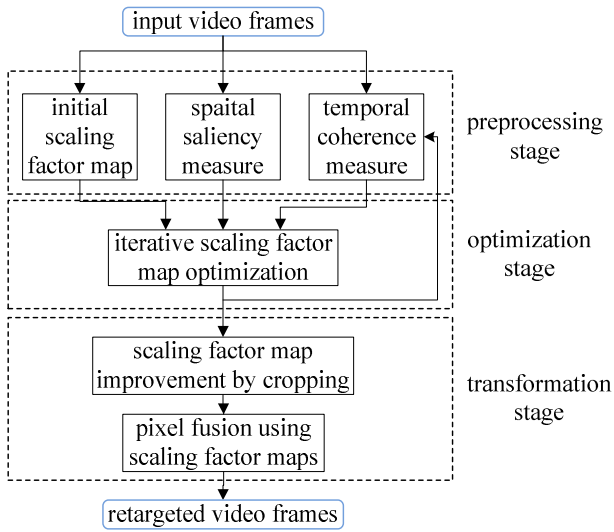 input video frames
initial
scaling
factor map
spaital
saliency
measure
temporal
coherence
measure
preprocessing
stage
iterative scaling factor
map optimization
optimization
stage
scaling factor map
improvement by cropping
pixel fusion using
scaling factor maps
transformation
stage
retargeted video frames